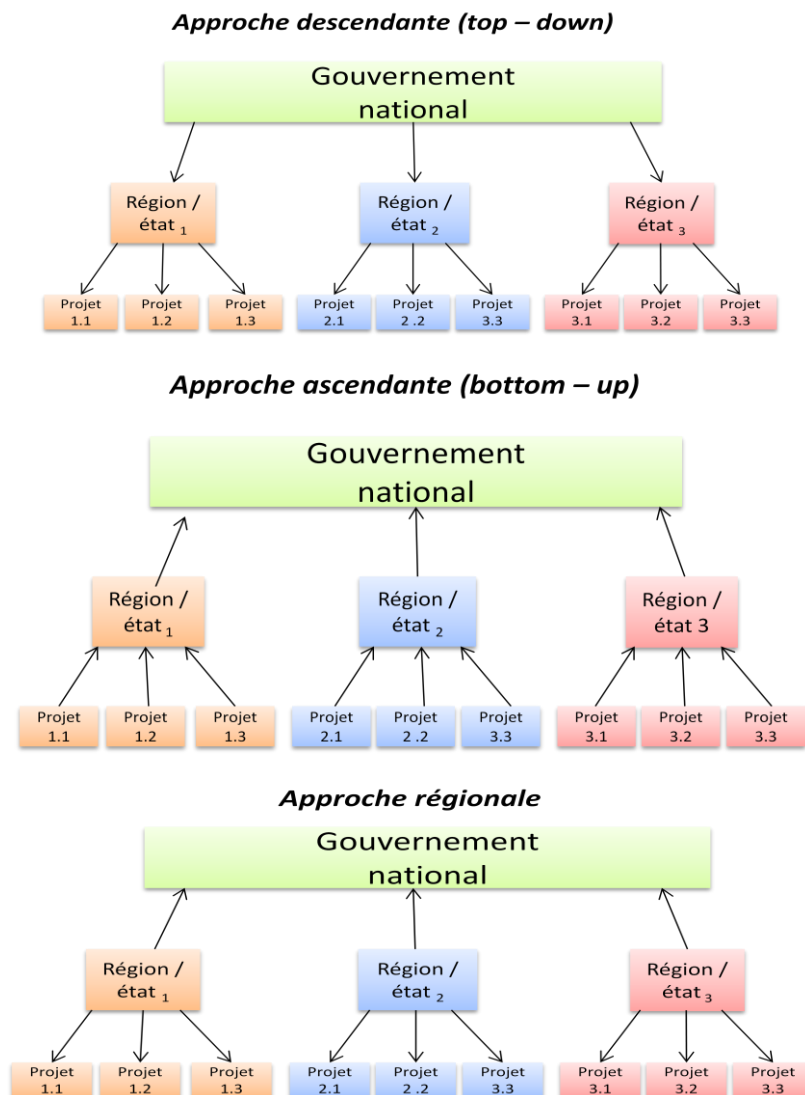 Approche descendante (top – down)
Gouvernement
national
Région /
état 1
Région /
état 2
Région /
état 3
Projet
1.1
Projet
1.2
Projet
1.3
Projet
2.1
Projet
2 .2
Projet
3.3
Projet
3.1
Projet
3.2
Projet
3.3
Approche ascendante (bottom – up)
Gouvernement
national
Région /
état 1
Région /
état 2
Région /
état 3
Projet
1.1
Projet
1.2
Projet
1.3
Projet
2.1
Projet
2 .2
Projet
3.3
Projet
3.1
Projet
3.2
Projet
3.3
Approche régionale
Gouvernement
national
Région /
état 1
Région /
état 2
Région /
état 3
Projet
1.1
Projet
1.2
Projet
1.3
Projet
2.1
Projet
2 .2
Projet
3.3
Projet
3.1
Projet
3.2
Projet
3.3